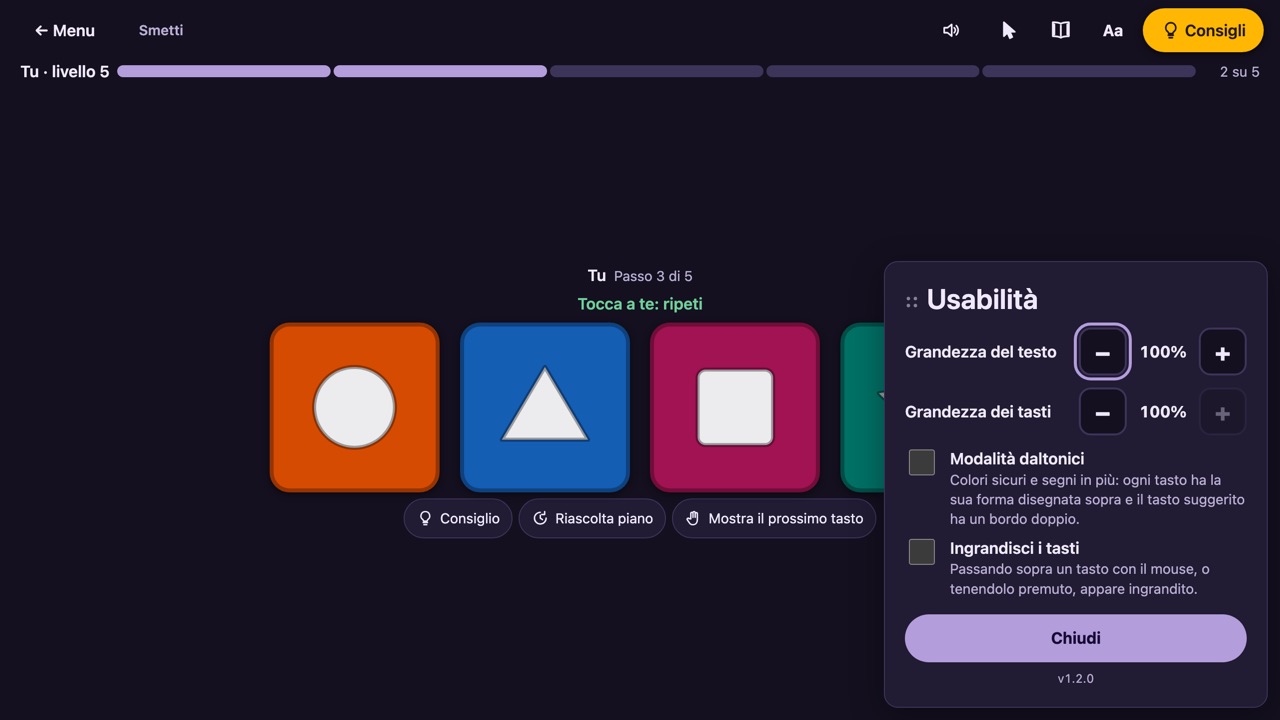 Menu
Smetti
Aa
Consigli
Tu · livello 5
2 su 5
Tu Passo 3 di 5
Tocca a te: ripeti
Consiglio
Riascolta piano
Mostra il prossimo tasto
Usabilità
Grandezza del testo
− 100% +
Grandezza dei tasti
− 100% +
Modalità daltonici
Colori sicuri e segni in più: ogni tasto ha la
sua forma disegnata sopra e il tasto suggerito
ha un bordo doppio.
Ingrandisci i tasti
Passando sopra un tasto con il mouse, o
tenendolo premuto, appare ingrandito.
Chiudi
v1.2.0